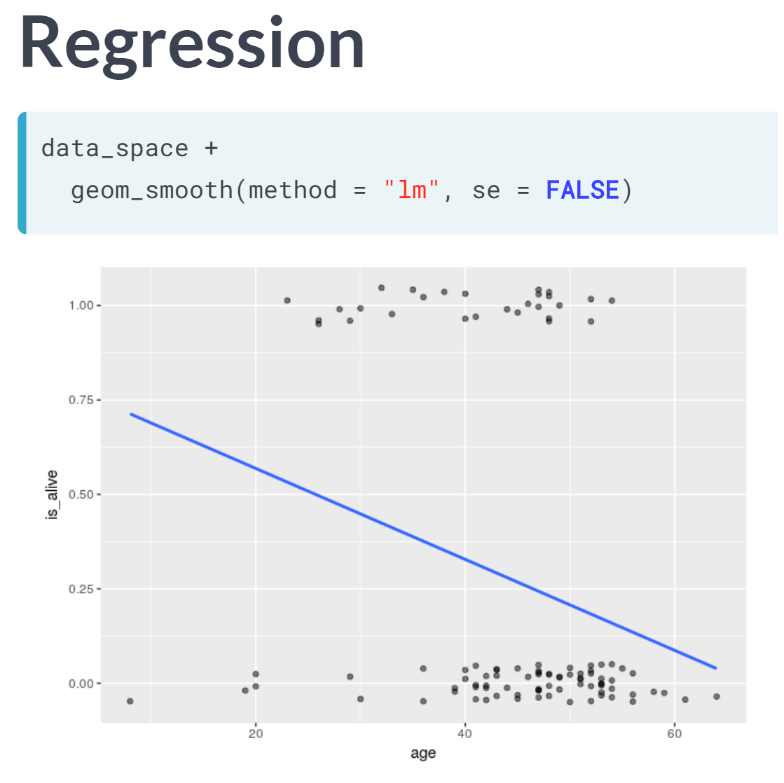 Regression
data_space +
geom_smooth(method = "lm", se = FALSE)
1.00
0.75
0.50
0.25
0.00
is_alive
20 40 60
age